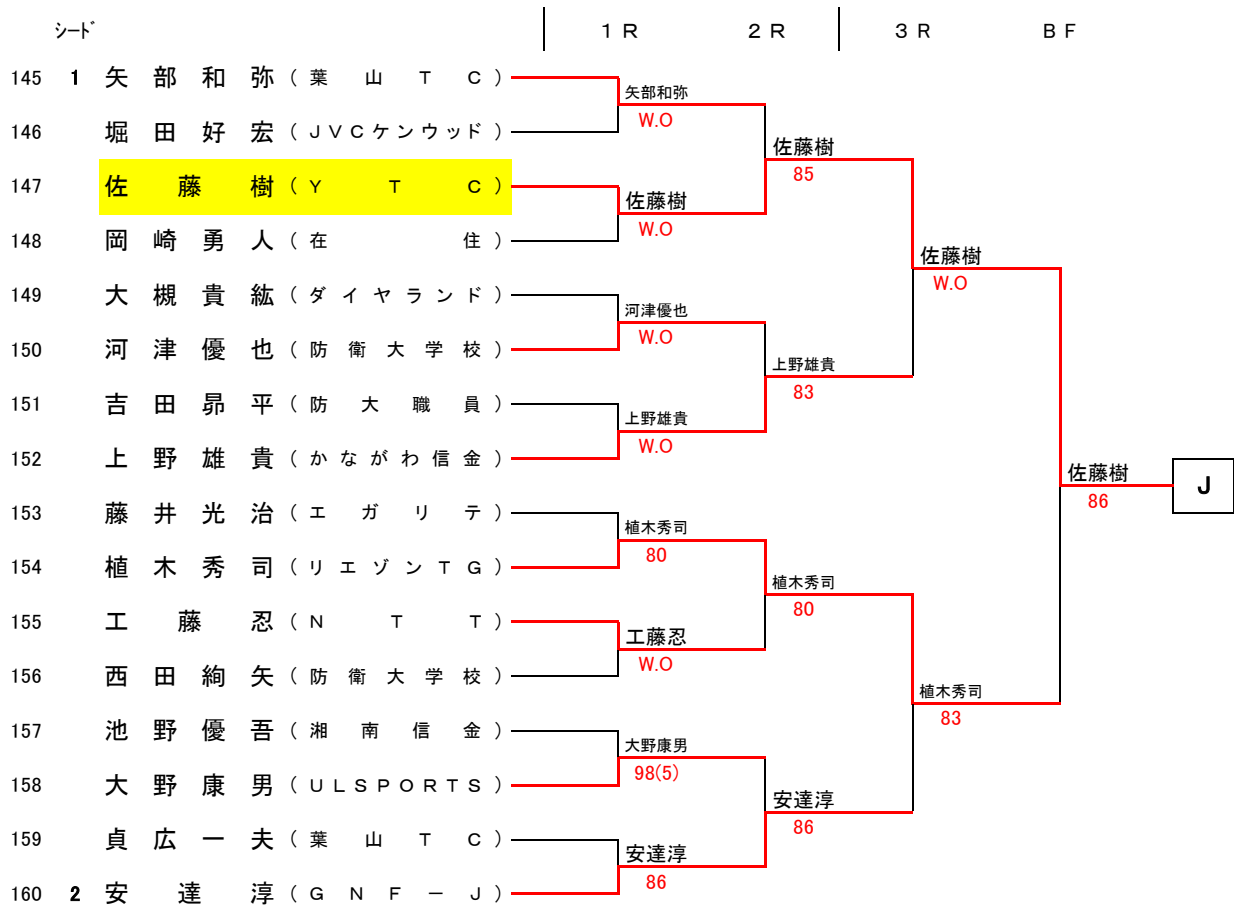 シード 1R 2R 3R BF
145 1 矢部和弥(葉山TC)
矢部和弥
W.O
146 堀田好宏(JVCケンウッド)
佐藤樹
85
147 佐藤樹(YTC)
佐藤樹
W.O
148 岡崎勇人(在住)
佐藤樹
W.O
149 大槻貴紘(ダイヤランド)
河津優也
W.O
150 河津優也(防衛大学校)
上野雄貴
83
151 吉田昴平(防大職員)
上野雄貴
W.O
152 上野雄貴(かながわ信金)
佐藤樹
86
J
153 藤井光治(エガリテ)
植木秀司
80
154 植木秀司(リエゾンTG)
植木秀司
80
155 工藤忍(NTT)
工藤忍
W.O
156 西田絢矢(防衛大学校)
植木秀司
83
157 池野優吾(湘南信金)
大野康男
98(5)
158 大野康男(ULSPORTS)
安達淳
86
159 貞広一夫(葉山TC)
安達淳
86
160 2 安達淳(GNF-J)